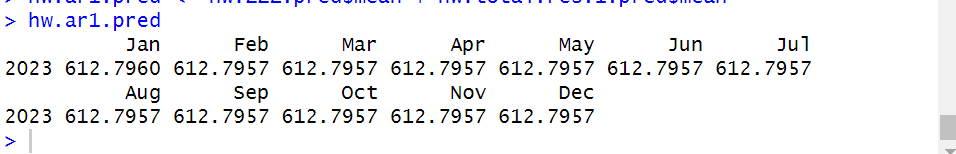 > hw.ar1.pred
Jan Feb Mar Apr May Jun Jul
2023 612.7960 612.7957 612.7957 612.7957 612.7957 612.7957 612.7957
Aug Sep Oct Nov Dec
2023 612.7957 612.7957 612.7957 612.7957 612.7957
>